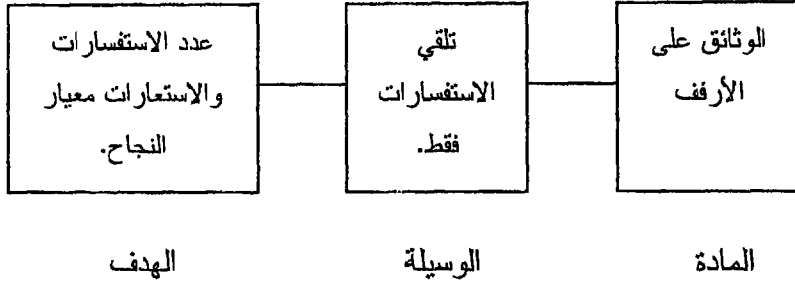 الوثائق على
الأرفف
تلقي
الاستفسارات
فقط.
عدد الاستفسارات
والاستعارات معيار
النجاح.
المادة
الوسيلة
الهدف